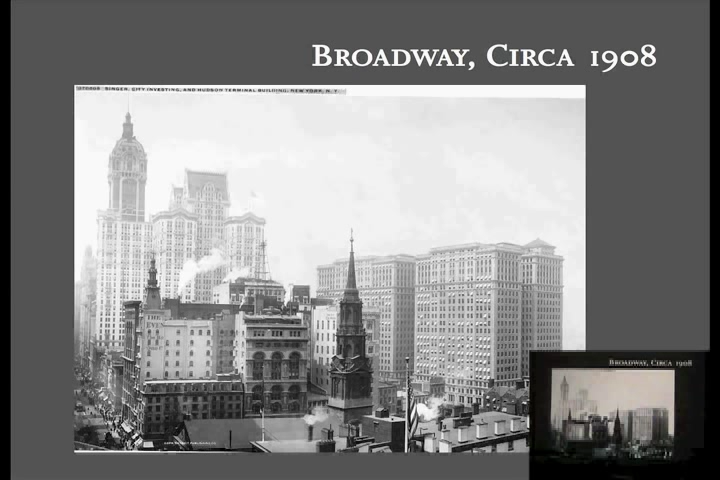 BROADWAY, CIRCA 1908
SINGER, CITY INVESTING, AND HUDSON TERMINAL BUILDING, NEW YORK, N. Y.
BROADWAY, CIRCA 1908